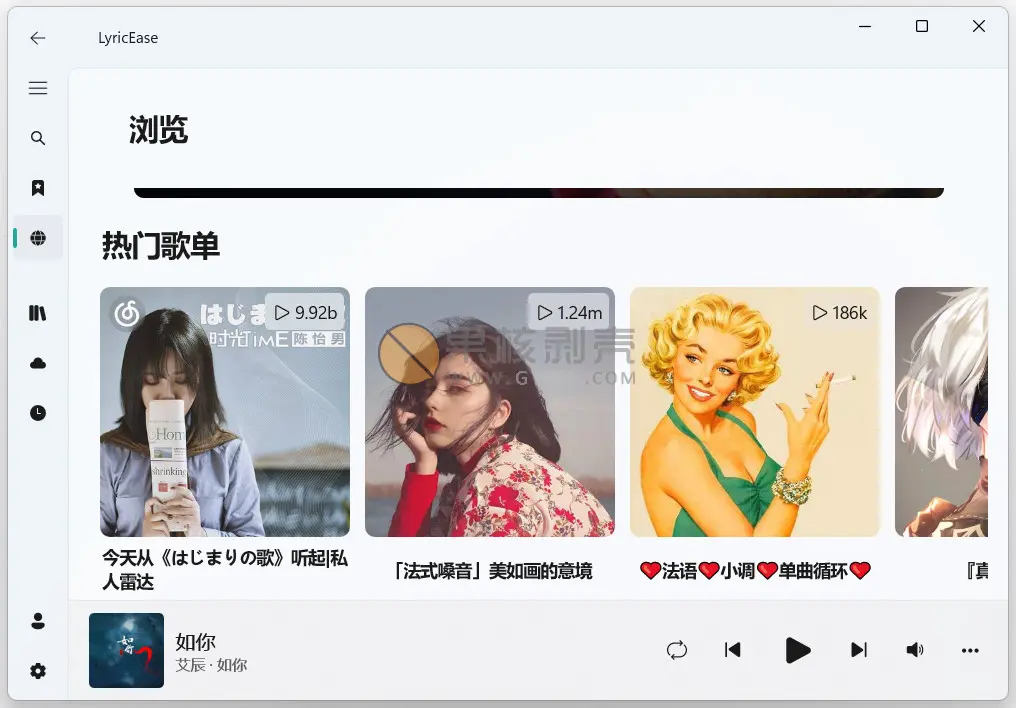 LyricEase
浏览
热门歌单
はじま
9.92b
时光TiME 陈怡男
Hom
shrinking
1.24m
果核剥壳
WWW.G
.COM
186k
今天从《はじまりの歌》听起|私
人雷达
「法式嗓音」美如画的意境
❤️法语❤️小调❤️单曲循环❤️
『真
如你
如你
艾辰 · 如你